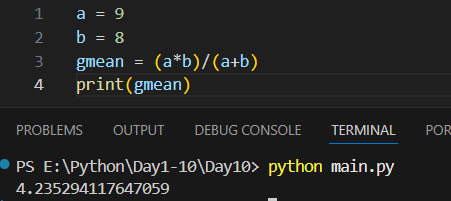 1 a = 9
2 b = 8
3 gmean = (a*b)/(a+b)
4 print(gmean)
PROBLEMS OUTPUT DEBUG CONSOLE TERMINAL POR
PS E:\Python\Day1-10\Day10> python main.py
4.235294117647059